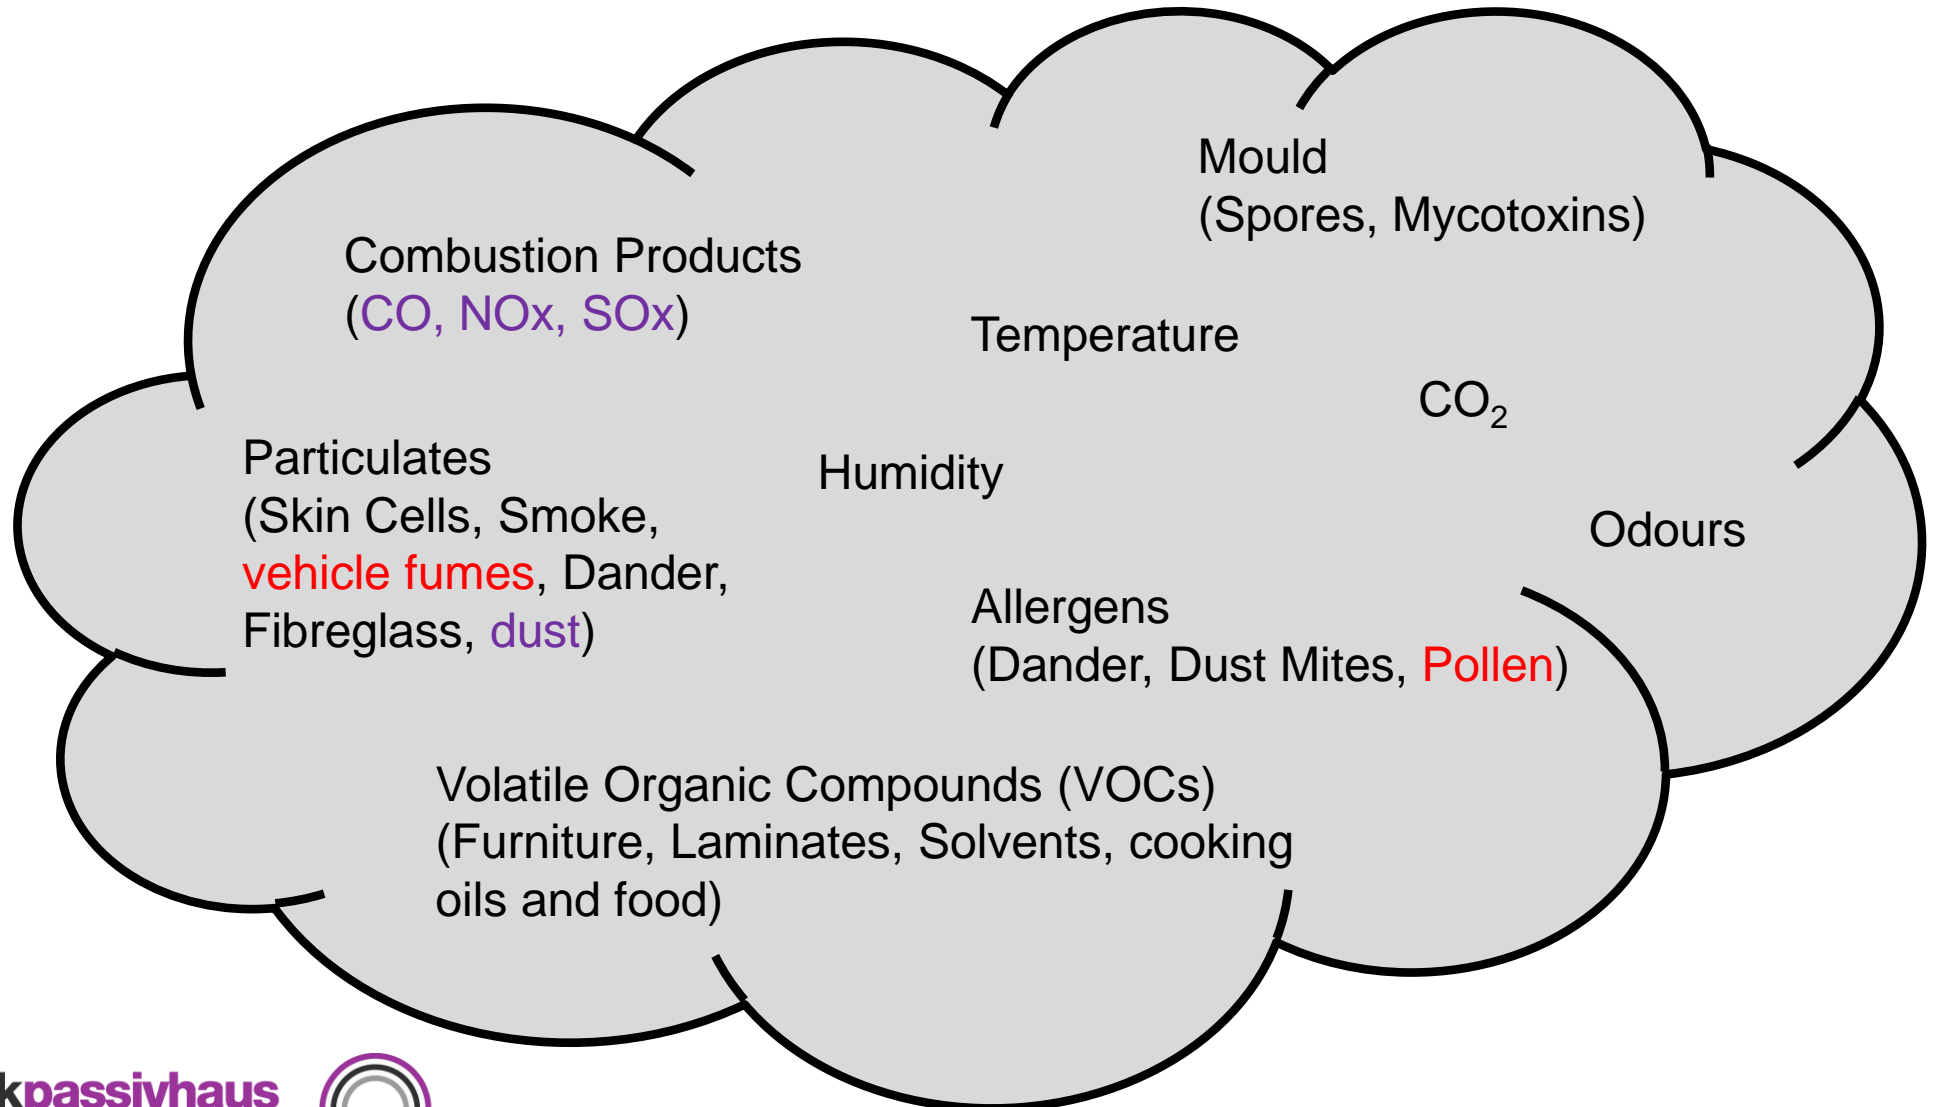 Mould
(Spores, Mycotoxins)
Combustion Products
(CO, NOx, SOx)
Temperature
CO₂
Particulates
(Skin Cells, Smoke,
vehicle fumes, Dander,
Fibreglass, dust)
Humidity
Odours
Allergens
(Dander, Dust Mites, Pollen)
Volatile Organic Compounds (VOCs)
(Furniture, Laminates, Solvents, cooking
oils and food)
kpassivhaus